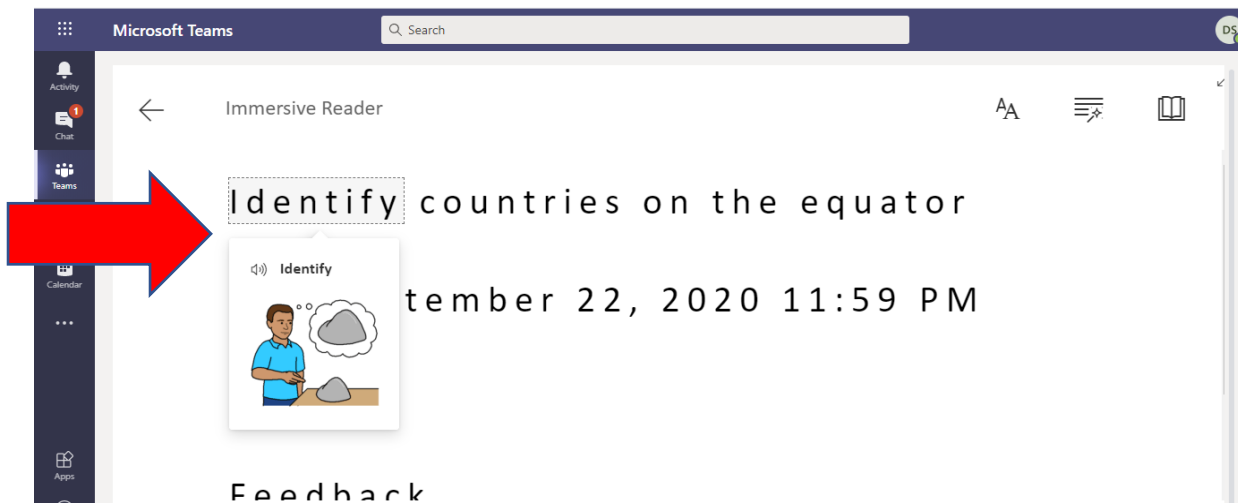 Microsoft Teams
Search
DS
Activity
1
Chat
Teams
Calendar
Apps
Immersive Reader
AA
Identify countries on the equator
Identify
tember 22, 2020 11:59 PM
Feedback